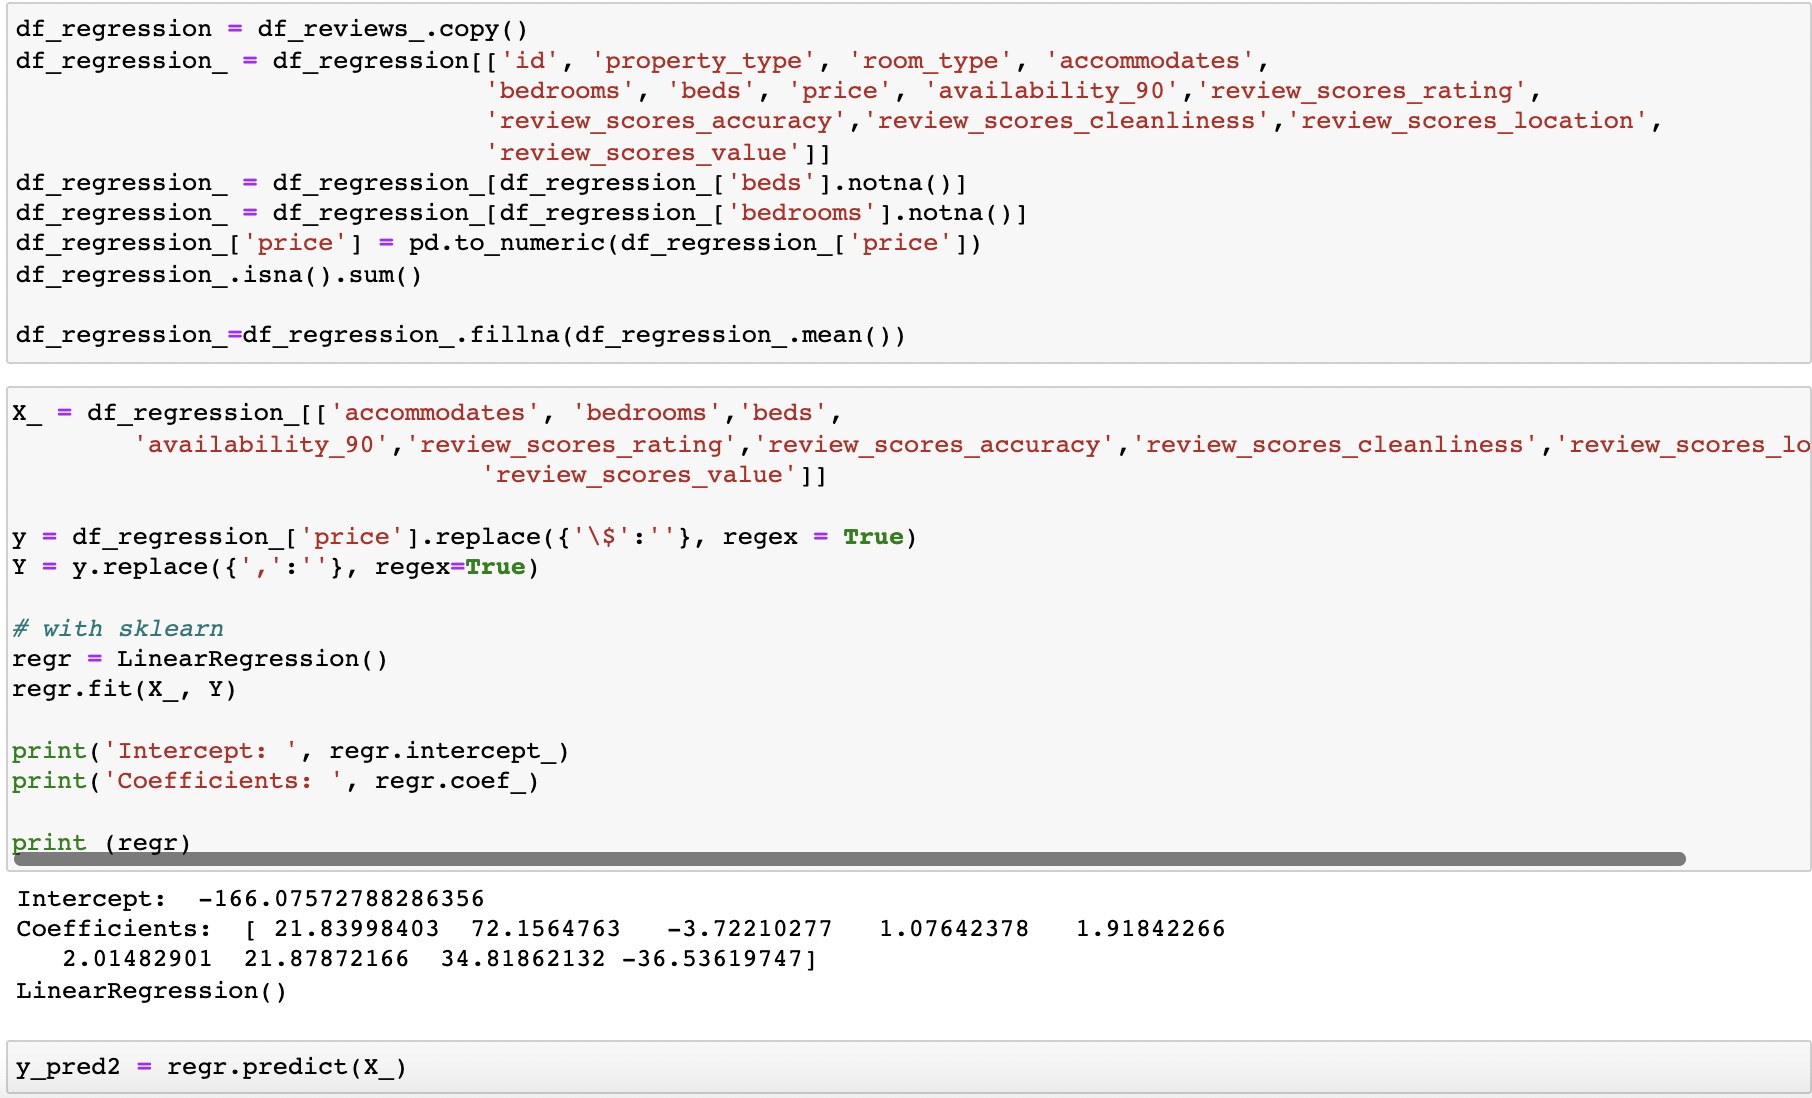 df_regression = df_reviews_.copy()
df_regression_ = df_regression[['id', 'property_type', 'room_type', 'accommodates',
'bedrooms', 'beds', 'price', 'availability_90','review_scores_rating',
'review_scores_accuracy','review_scores_cleanliness','review_scores_location',
'review_scores_value']]
df_regression_ = df_regression_[df_regression_['beds'].notna()]
df_regression_ = df_regression_[df_regression_['bedrooms'].notna()]
df_regression_['price'] = pd.to_numeric(df_regression_['price'])
df_regression_.isna().sum()
df_regression_=df_regression_.fillna(df_regression_.mean())
X_ = df_regression_[['accommodates', 'bedrooms','beds',
'availability_90','review_scores_rating','review_scores_accuracy','review_scores_cleanliness','review_scores_lo
'review_scores_value']]
y = df_regression_['price'].replace({'\$':''}, regex = True)
Y = y.replace({',':''}, regex=True)
# with sklearn
regr = LinearRegression()
regr.fit(X_, Y)
print('Intercept: ', regr.intercept_)
print('Coefficients: ', regr.coef_)
print (regr)
Intercept:  -166.07572788286356
Coefficients:  [ 21.83998403  72.1564763   -3.72210277   1.07642378   1.91842266
2.01482901  21.87872166  34.81862132 -36.53619747]
LinearRegression()
y_pred2 = regr.predict(X_)